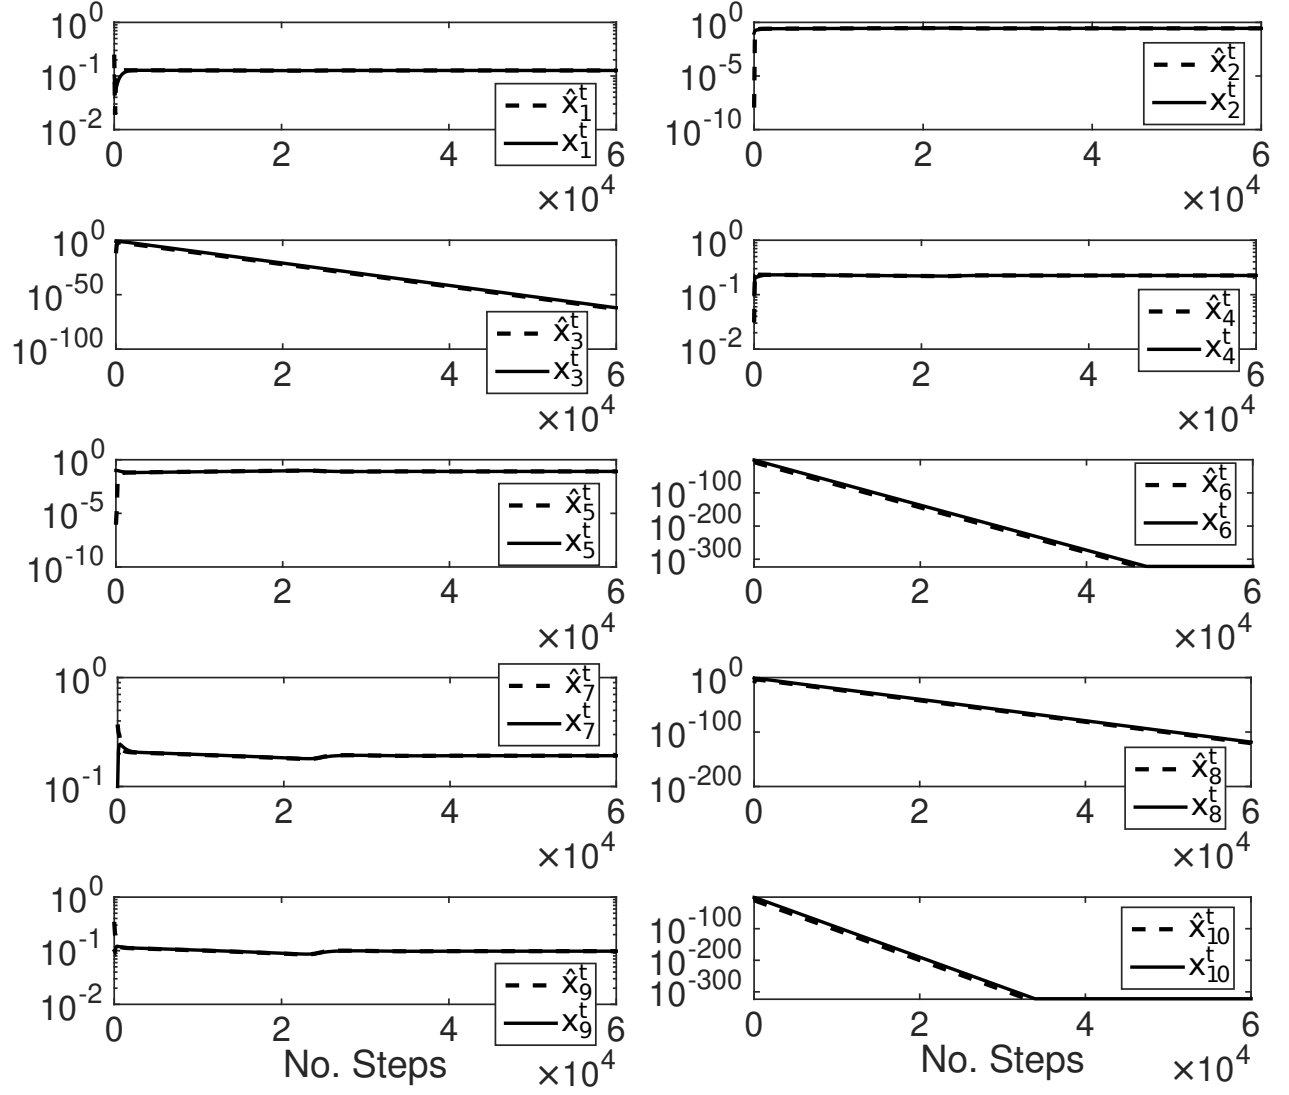 10^0
10^-1
10^-2
0 2 4 6
×10^4
x̂_1^t
x_1^t
10^0
10^-5
10^-10
0 2 4 6
×10^4
x̂_2^t
x_2^t
10^0
10^-50
10^-100
0 2 4 6
×10^4
x̂_3^t
x_3^t
10^0
10^-1
10^-2
0 2 4 6
×10^4
x̂_4^t
x_4^t
10^0
10^-5
10^-10
0 2 4 6
×10^4
x̂_5^t
x_5^t
10^-100
10^-200
10^-300
0 2 4 6
×10^4
x̂_6^t
x_6^t
10^0
10^-1
0 2 4 6
×10^4
x̂_7^t
x_7^t
10^0
10^-100
10^-200
0 2 4 6
×10^4
x̂_8^t
x_8^t
10^0
10^-1
10^-2
0 2 4 6
No. Steps
×10^4
x̂_9^t
x_9^t
10^-100
10^-200
10^-300
0 2 4 6
No. Steps
×10^4
x̂_10^t
x_10^t